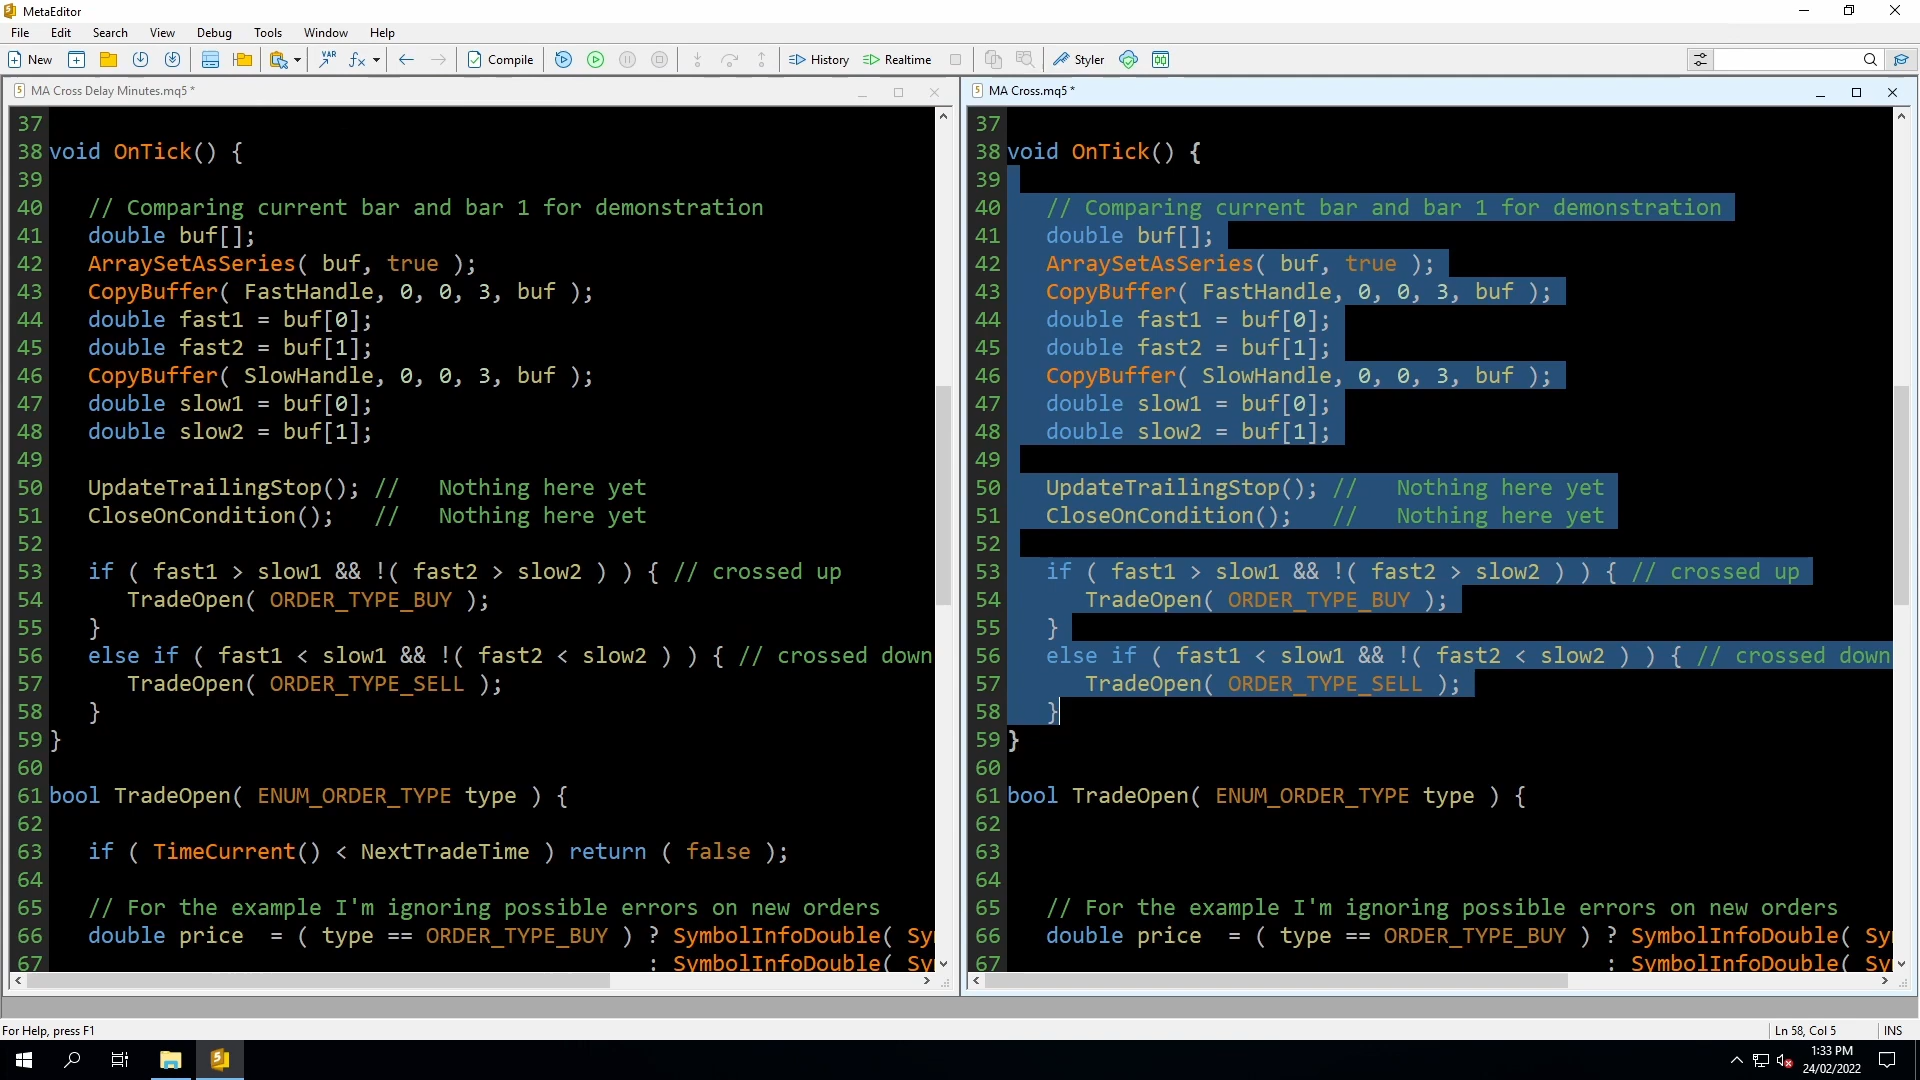 MetaEditor
File Edit Search View Debug Tools Window Help
New VAR fx Compile History Realtime Styler
MA Cross Delay Minutes.mq5 *
37
38 void OnTick() {
39
40 // Comparing current bar and bar 1 for demonstration
41 double buf[];
42 ArraySetAsSeries( buf, true );
43 CopyBuffer( FastHandle, 0, 0, 3, buf );
44 double fast1 = buf[0];
45 double fast2 = buf[1];
46 CopyBuffer( SlowHandle, 0, 0, 3, buf );
47 double slow1 = buf[0];
48 double slow2 = buf[1];
49
50 UpdateTrailingStop(); // Nothing here yet
51 CloseOnCondition(); // Nothing here yet
52
53 if ( fast1 > slow1 && !( fast2 > slow2 ) ) { // crossed up
54 TradeOpen( ORDER_TYPE_BUY );
55 }
56 else if ( fast1 < slow1 && !( fast2 < slow2 ) ) { // crossed down
57 TradeOpen( ORDER_TYPE_SELL );
58 }
59 }
60
61 bool TradeOpen( ENUM_ORDER_TYPE type ) {
62
63 if ( TimeCurrent() < NextTradeTime ) return ( false );
64
65 // For the example I'm ignoring possible errors on new orders
66 double price = ( type == ORDER_TYPE_BUY ) ? SymbolInfoDouble( Sy
67 : SymbolInfoDouble( Sy
MA Cross.mq5 *
37
38 void OnTick() {
39
40 // Comparing current bar and bar 1 for demonstration
41 double buf[];
42 ArraySetAsSeries( buf, true );
43 CopyBuffer( FastHandle, 0, 0, 3, buf );
44 double fast1 = buf[0];
45 double fast2 = buf[1];
46 CopyBuffer( SlowHandle, 0, 0, 3, buf );
47 double slow1 = buf[0];
48 double slow2 = buf[1];
49
50 UpdateTrailingStop(); // Nothing here yet
51 CloseOnCondition(); // Nothing here yet
52
53 if ( fast1 > slow1 && !( fast2 > slow2 ) ) { // crossed up
54 TradeOpen( ORDER_TYPE_BUY );
55 }
56 else if ( fast1 < slow1 && !( fast2 < slow2 ) ) { // crossed down
57 TradeOpen( ORDER_TYPE_SELL );
58 }
59 }
60
61 bool TradeOpen( ENUM_ORDER_TYPE type ) {
62
63
64
65 // For the example I'm ignoring possible errors on new orders
66 double price = ( type == ORDER_TYPE_BUY ) ? SymbolInfoDouble( Sy
67 : SymbolInfoDouble( Sy
For Help, press F1
Ln 58, Col 5 INS
1:33 PM
24/02/2022